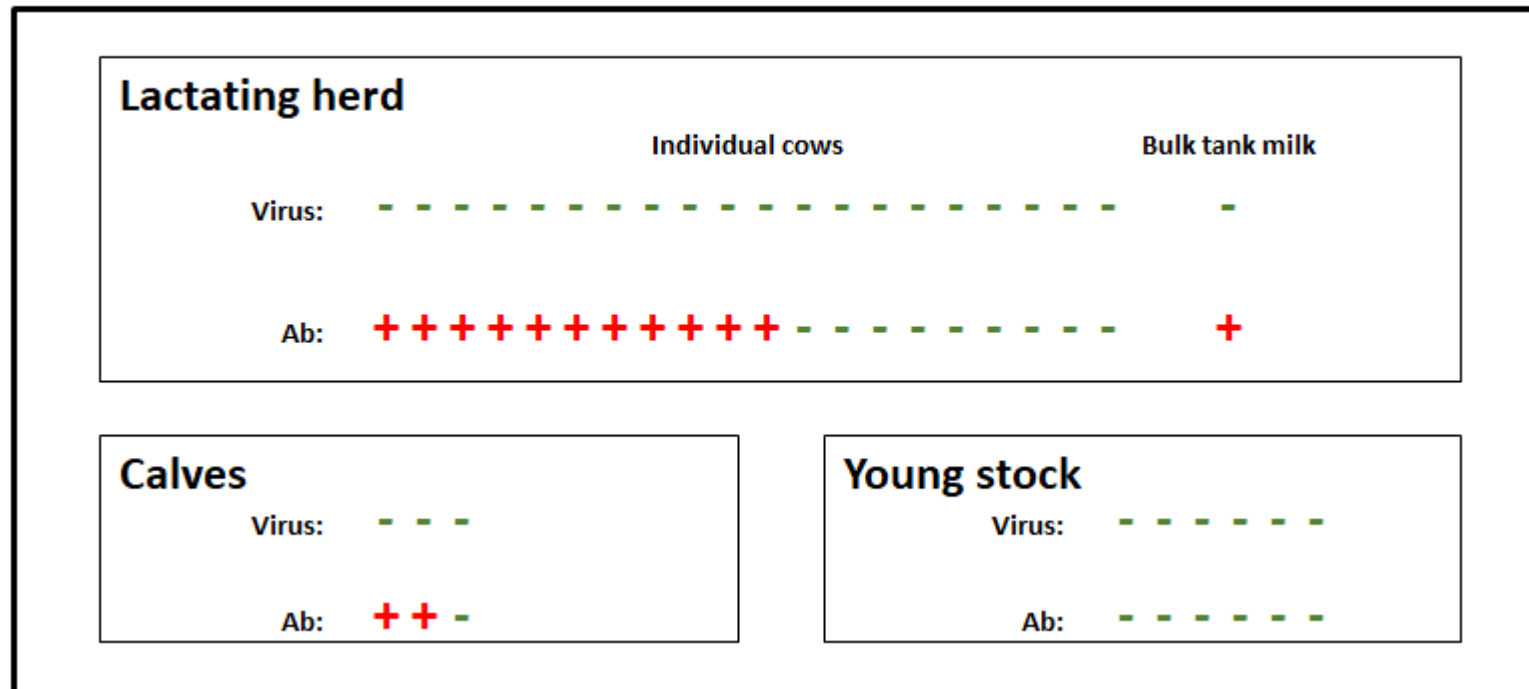 Lactating herd
Individual cows Bulk tank milk
Virus: - - - - - - - - - - - - - - - - - - - - -
Ab: + + + + + + + + + + + - - - - - - - - - +
Calves
Virus: - - -
Ab: + + -
Young stock
Virus: - - - - - -
Ab: - - - - - -